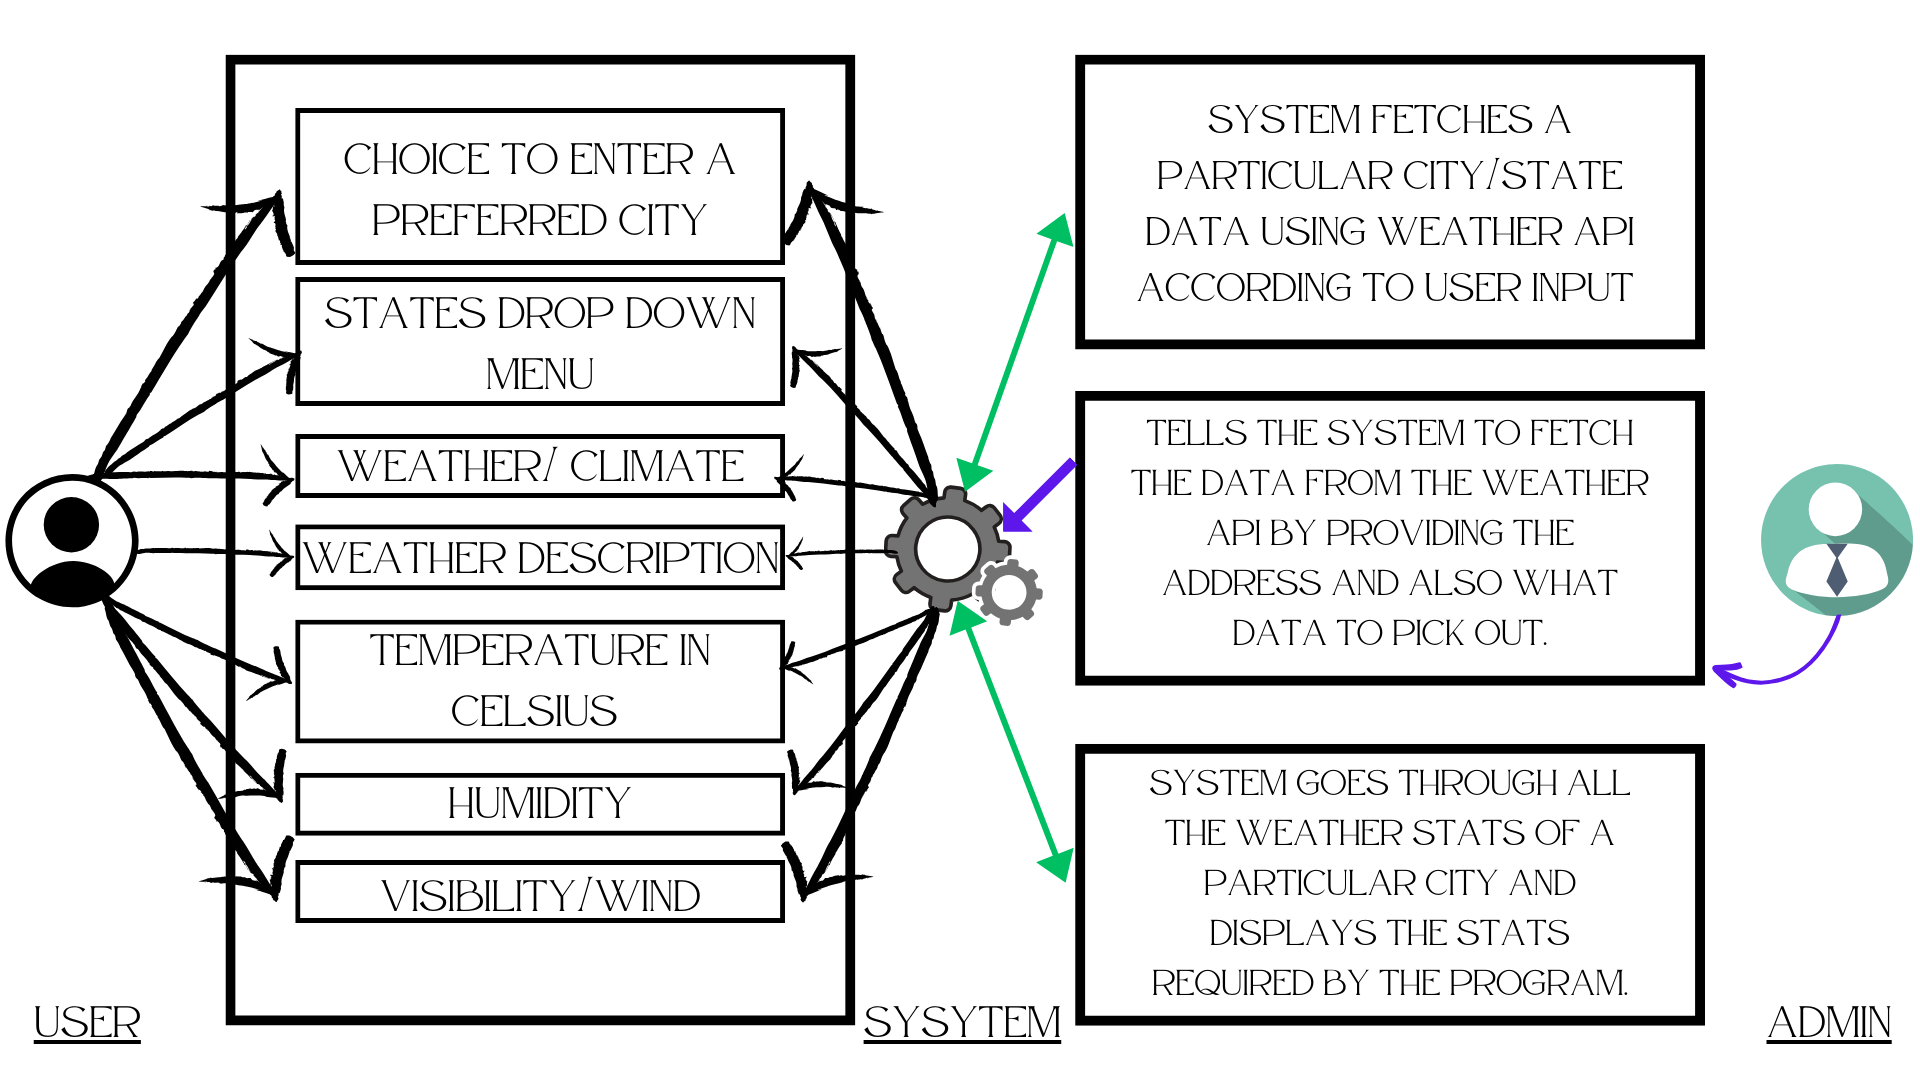 CHOICE TO ENTER A
PREFERRED CITY
STATES DROP DOWN
MENU
WEATHER/ CLIMATE
WEATHER DESCRIPTION
TEMPERATURE IN
CELSIUS
HUMIDITY
VISIBILITY/WIND
SYSTEM FETCHES A
PARTICULAR CITY/STATE
DATA USING WEATHER API
ACCORDING TO USER INPUT
TELLS THE SYSTEM TO FETCH
THE DATA FROM THE WEATHER
API BY PROVIDING THE
ADDRESS AND ALSO WHAT
DATA TO PICK OUT.
SYSTEM GOES THROUGH ALL
THE WEATHER STATS OF A
PARTICULAR CITY AND
DISPLAYS THE STATS
REQUIRED BY THE PROGRAM.
USER
SYSYTEM
ADMIN